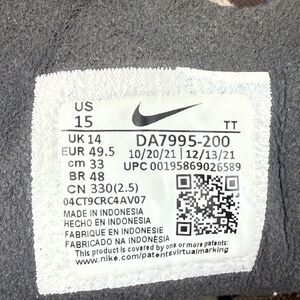 US
15
TT
UK 14
DA7995-200
EUR 49.5
10/20/21 12/13/21
cm 33
UPC 00195869026589
BR 48
CN 330(2.5)
04CT9CRC4AV07
MADE IN INDONESIA
HECHO EN INDONESIA
FABRIQUE EN INDONESIE
FABRICADO NA INDONÉSIA
This product is covered by one or more patents:
www.nike.com/patentsvirtualmarking